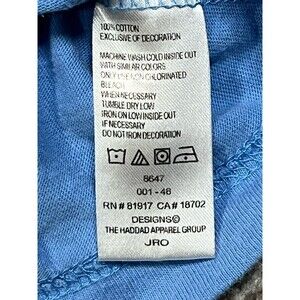 100% COTTON
EXCLUSIVE OF DECORATION
MACHINE WASH COLD INSIDE OUT
WITH SIMILAR COLORS
ONLY USE NON CHLORINATED
BLEACH
WHEN NECESSARY
TUMBLE DRY LOW
IRON ON LOW INSIDE OUT
IF NECESSARY
DO NOT IRON DECORATION
8647
001 - 48
RN # 81917 CA # 18702
DESIGNS©
THE HADDAD APPAREL GROUP
JRO